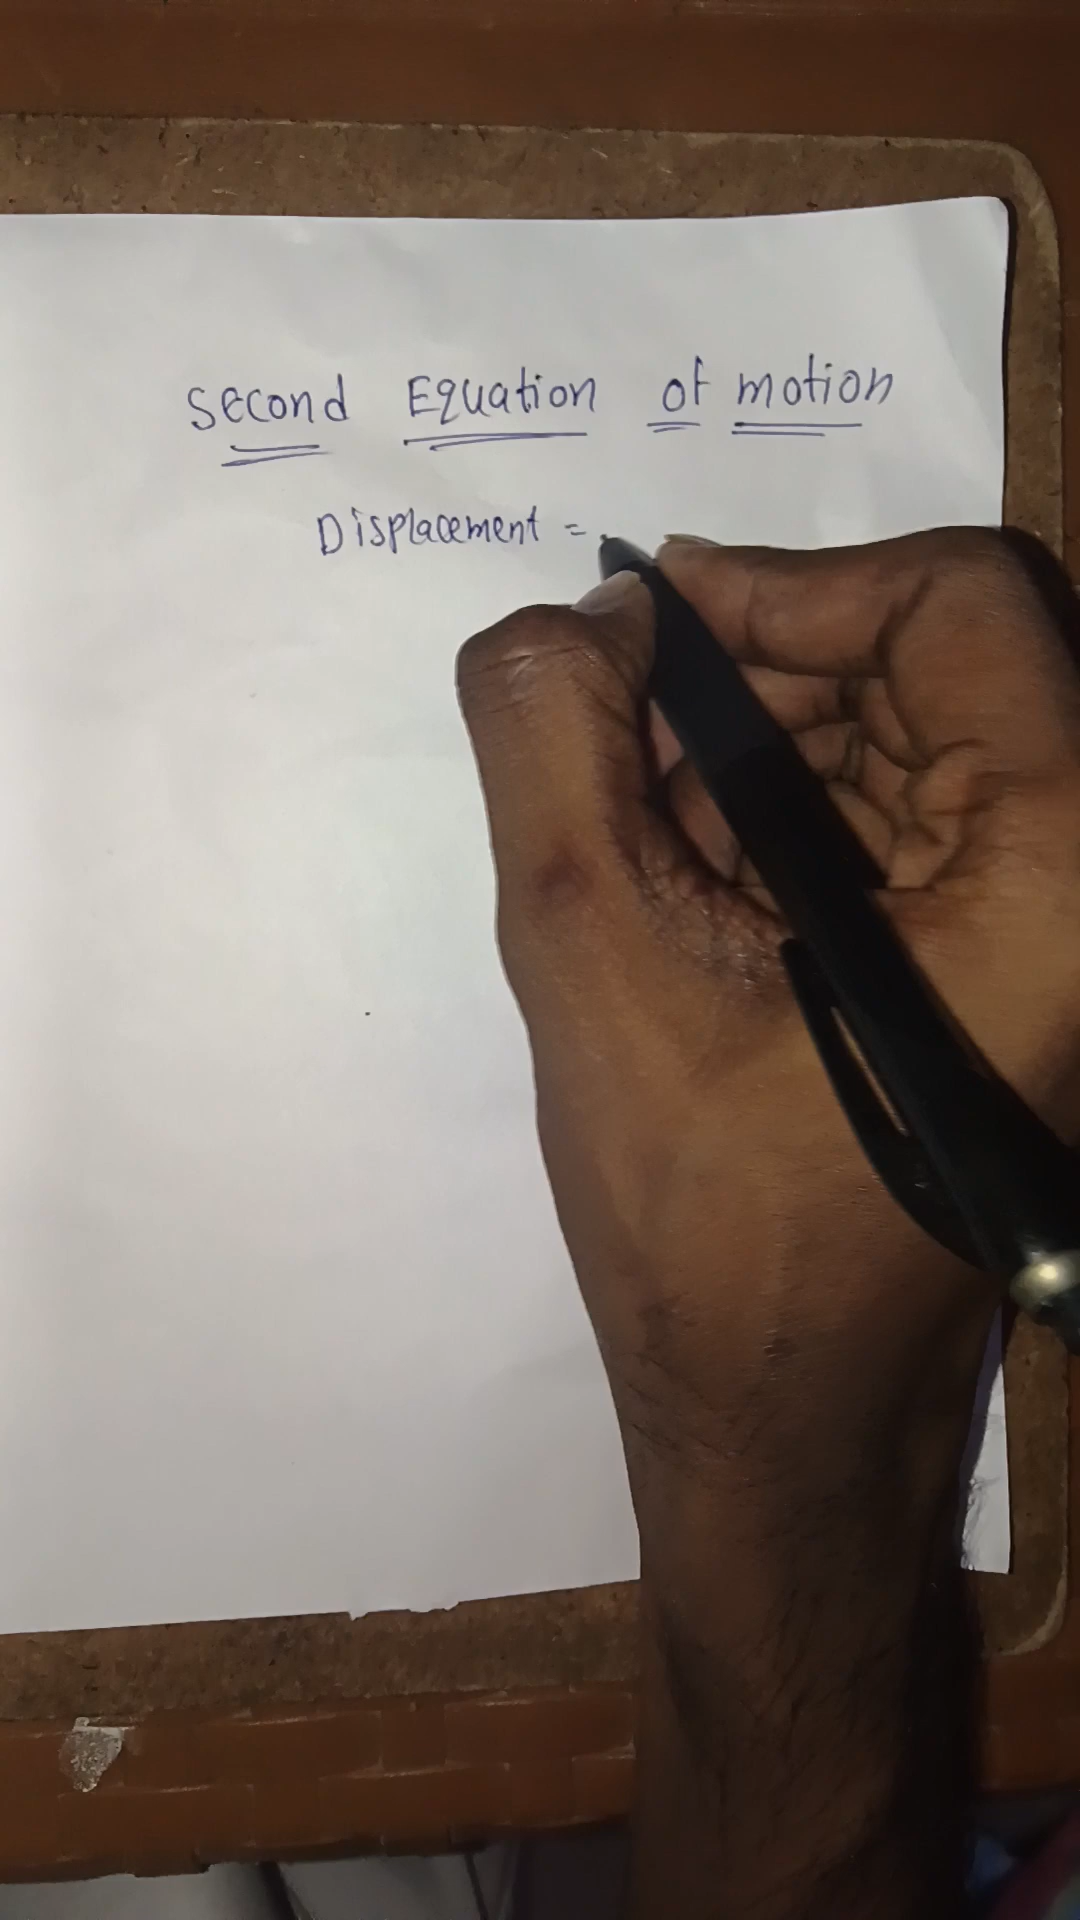 Second Equation of motion
Displacement =